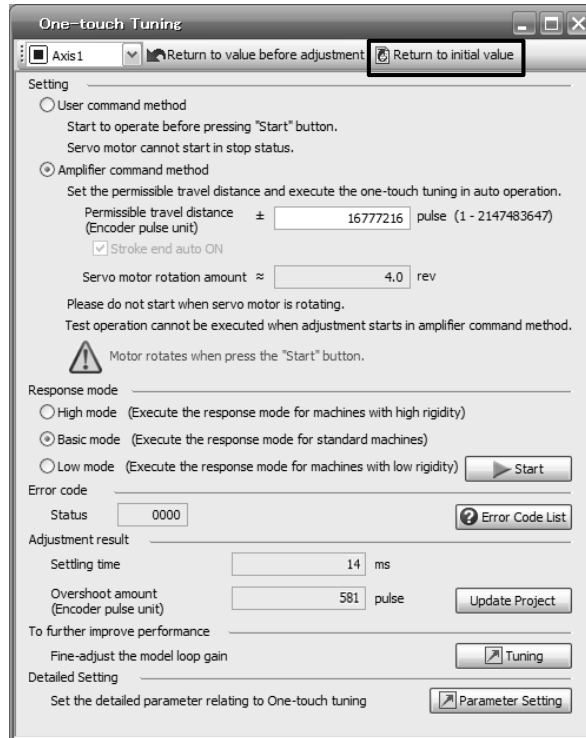 One-touch Tuning
Axis1 Return to value before adjustment Return to initial value
Setting
User command method
Start to operate before pressing "Start" button.
Servo motor cannot start in stop status.
Amplifier command method
Set the permissible travel distance and execute the one-touch tuning in auto operation.
Permissible travel distance
(Encoder pulse unit) ± 16777216 pulse (1 - 2147483647)
Stroke end auto ON
Servo motor rotation amount ≈ 4.0 rev
Please do not start when servo motor is rotating.
Test operation cannot be executed when adjustment starts in amplifier command method.
Motor rotates when press the "Start" button.
Response mode
High mode (Execute the response mode for machines with high rigidity)
Basic mode (Execute the response mode for standard machines)
Low mode (Execute the response mode for machines with low rigidity) Start
Error code
Status 0000 Error Code List
Adjustment result
Settling time 14 ms
Overshoot amount
(Encoder pulse unit) 581 pulse Update Project
To further improve performance
Fine-adjust the model loop gain Tuning
Detailed Setting
Set the detailed parameter relating to One-touch tuning Parameter Setting